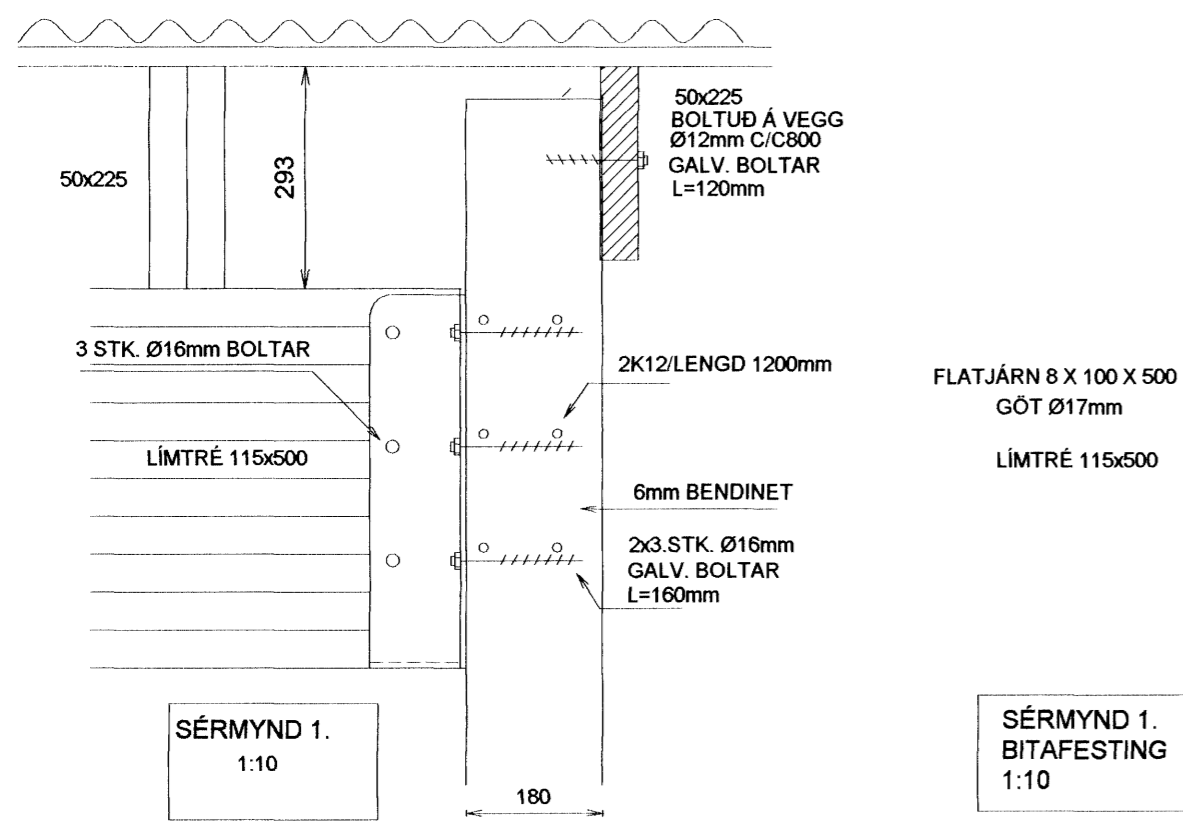 50x225
BOLTUÐ Á VEGG
Ø12mm C/C800
GALV. BOLTAR
L=120mm
50x225
293
3 STK. Ø16mm BOLTAR
2K12/LENGD 1200mm
LÍMTRÉ 115x500
6mm BENDINET
2x3.STK. Ø16mm
GALV. BOLTAR
L=160mm
SÉRMYND 1.
1:10
180
FLATJÁRN 8 X 100 X 500
GÖT Ø17mm
LÍMTRÉ 115x500
SÉRMYND 1.
BITAFESTING
1:10